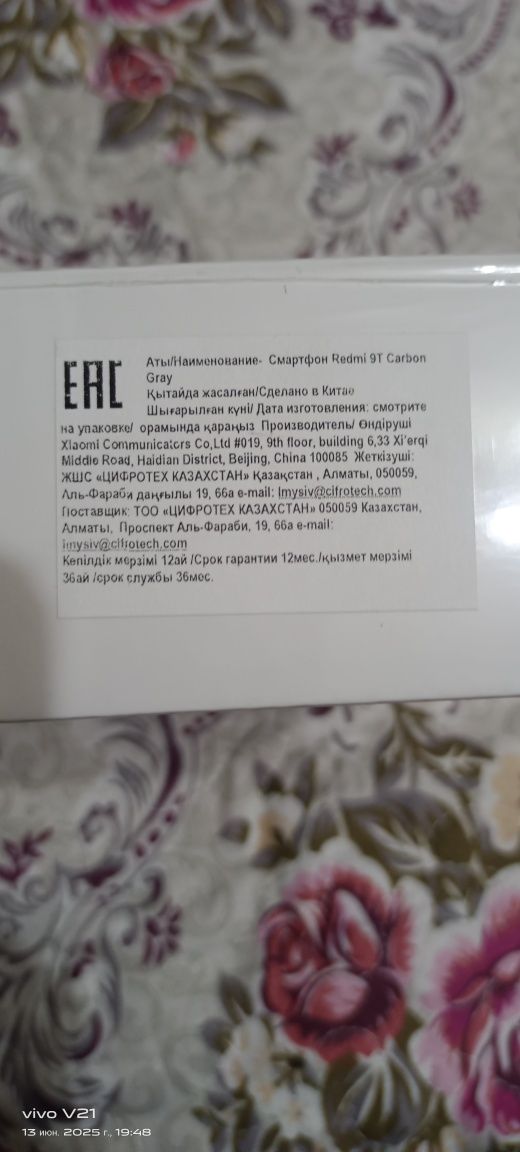 EAC
Аты/Наименование- Смартфон Redmi 9T Carbon
Gray
Қытайда жасалған/Сделано в Китае
Шығарылған күні/ Дата изготовления: смотрите
на упаковке/ орамында қараңыз Производитель/ Өндіруші
Xiaomi Communicators Co,Ltd #019, 9th floor, building 6,33 Xi'erqi
Middle Road, Haidian District, Beijing, China 100085 Жеткізуші:
ЖШС «ЦИФРОТЕХ КАЗАХСТАН» Қазақстан , Алматы, 050059,
Аль-Фараби даңғылы 19, 66а e-mail: lmysiv@cifrotech.com
Поставщик: ТОО «ЦИФРОТЕХ КАЗАХСТАН» 050059 Казахстан,
Алматы, Проспект Аль-Фараби, 19, 66а e-mail:
imysiv@cifrotech.com
Кепілдік мерзімі 12ай /Срок гарантии 12мес./қызмет мерзімі
36ай /срок службы 36мес.
vivo V21
13 июн. 2025 г., 19:48